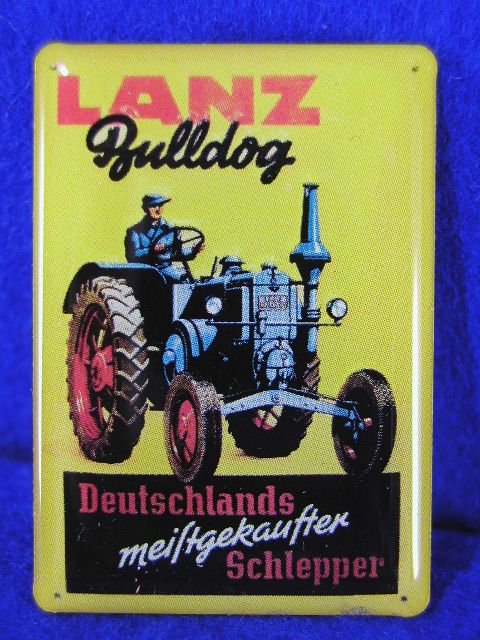 LANZ
Bulldog
Deutschlands
meiſtgekaufter
Schlepper